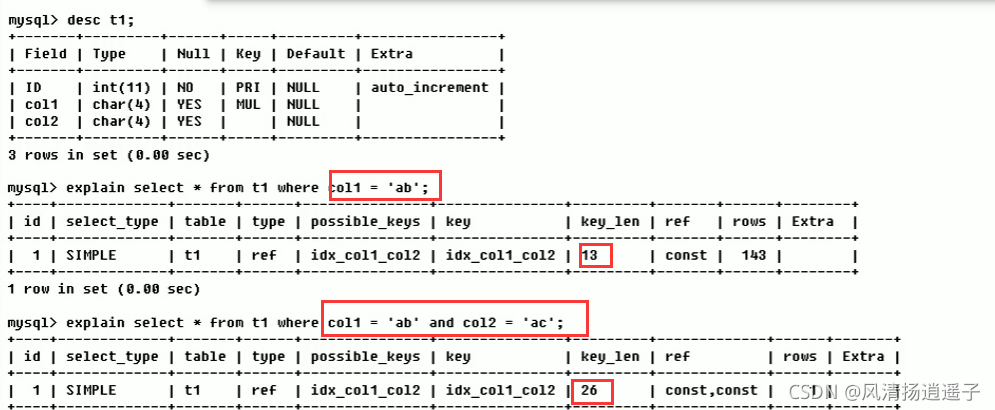 mysql> desc t1;
+-------+---------+------+-----+---------+----------------+
| Field | Type | Null | Key | Default | Extra |
+-------+---------+------+-----+---------+----------------+
| ID | int(11) | NO | PRI | NULL | auto_increment |
| col1 | char(4) | YES | MUL | NULL | |
| col2 | char(4) | YES | | NULL | |
+-------+---------+------+-----+---------+----------------+
3 rows in set (0.00 sec)
mysql> explain select * from t1 where col1 = 'ab';
+----+-------------+-------+------+---------------+---------------+---------+-------+------+-------+
| id | select_type | table | type | possible_keys | key | key_len | ref | rows | Extra |
+----+-------------+-------+------+---------------+---------------+---------+-------+------+-------+
| 1 | SIMPLE | t1 | ref | idx_col1_col2 | idx_col1_col2 | 13 | const | 143 | |
+----+-------------+-------+------+---------------+---------------+---------+-------+------+-------+
1 row in set (0.00 sec)
mysql> explain select * from t1 where col1 = 'ab' and col2 = 'ac';
+----+-------------+-------+------+---------------+---------------+---------+-------------+------+-------+
| id | select_type | table | type | possible_keys | key | key_len | ref | rows | Extra |
+----+-------------+-------+------+---------------+---------------+---------+-------------+------+-------+
| 1 | SIMPLE | t1 | ref | idx_col1_col2 | idx_col1_col2 | 26 | const,const | 1 | |
+----+-------------+-------+------+---------------+---------------+---------+-------------+------+-------+
CSDN @风清扬逍遥子